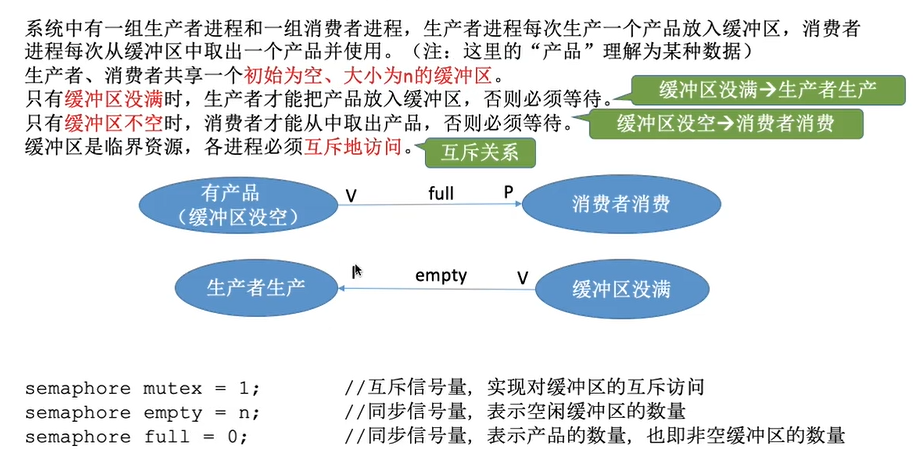 系统中有一组生产者进程和一组消费者进程，生产者进程每次生产一个产品放入缓冲区，消费者
进程每次从缓冲区中取出一个产品并使用。（注：这里的“产品”理解为某种数据）
生产者、消费者共享一个初始为空、大小为n的缓冲区。
只有缓冲区没满时，生产者才能把产品放入缓冲区，否则必须等待。
缓冲区没满→生产者生产
只有缓冲区不空时，消费者才能从中取出产品，否则必须等待。
缓冲区没空→消费者消费
缓冲区是临界资源，各进程必须互斥地访问。
互斥关系
有产品
（缓冲区没空）
V
full
P
消费者消费
生产者生产
empty
V
缓冲区没满
semaphore mutex = 1; //互斥信号量，实现对缓冲区的互斥访问
semaphore empty = n; //同步信号量，表示空闲缓冲区的数量
semaphore full = 0; //同步信号量，表示产品的数量，也即非空缓冲区的数量